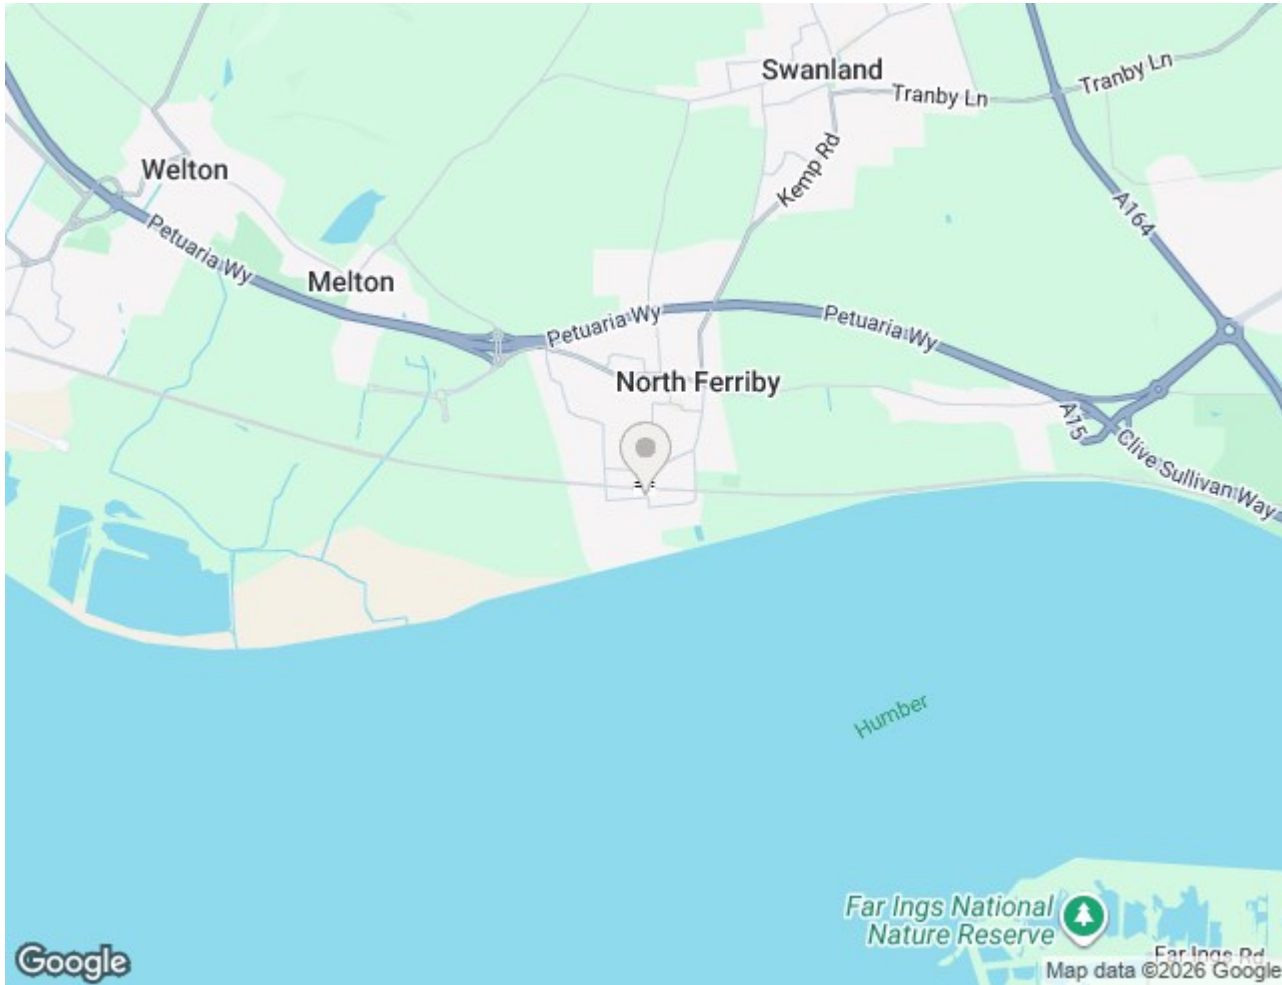 Swanland
Tranby Ln
Tranby Ln
Welton
Kemp Rd
A164
Petuaria Wy
Melton
Petuaria Wy
Petuaria Wy
North Ferriby
A15
Clive Sullivan Way
Humber
Far Ings National
Nature Reserve
Far Ings Rd
Google
Map data ©2026 Google